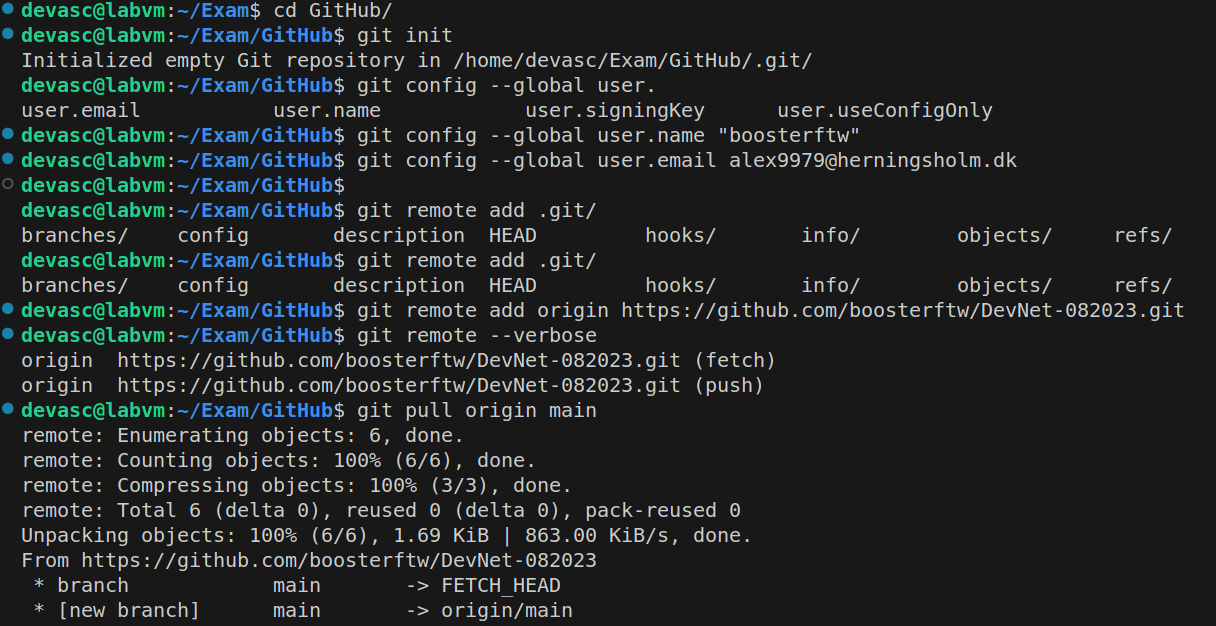 devasc@labvm:~/Exam$ cd GitHub/
devasc@labvm:~/Exam/GitHub$ git init
Initialized empty Git repository in /home/devasc/Exam/GitHub/.git/
devasc@labvm:~/Exam/GitHub$ git config --global user.
user.email           user.name            user.signingKey      user.useConfigOnly
devasc@labvm:~/Exam/GitHub$ git config --global user.name "boosterftw"
devasc@labvm:~/Exam/GitHub$ git config --global user.email alex9979@herningsholm.dk
devasc@labvm:~/Exam/GitHub$
devasc@labvm:~/Exam/GitHub$ git remote add .git/
branches/    config       description  HEAD         hooks/       info/        objects/     refs/
devasc@labvm:~/Exam/GitHub$ git remote add .git/
branches/    config       description  HEAD         hooks/       info/        objects/     refs/
devasc@labvm:~/Exam/GitHub$ git remote add origin https://github.com/boosterftw/DevNet-082023.git
devasc@labvm:~/Exam/GitHub$ git remote --verbose
origin  https://github.com/boosterftw/DevNet-082023.git (fetch)
origin  https://github.com/boosterftw/DevNet-082023.git (push)
devasc@labvm:~/Exam/GitHub$ git pull origin main
remote: Enumerating objects: 6, done.
remote: Counting objects: 100% (6/6), done.
remote: Compressing objects: 100% (3/3), done.
remote: Total 6 (delta 0), reused 0 (delta 0), pack-reused 0
Unpacking objects: 100% (6/6), 1.69 KiB | 863.00 KiB/s, done.
From https://github.com/boosterftw/DevNet-082023
 * branch            main       -> FETCH_HEAD
 * [new branch]      main       -> origin/main